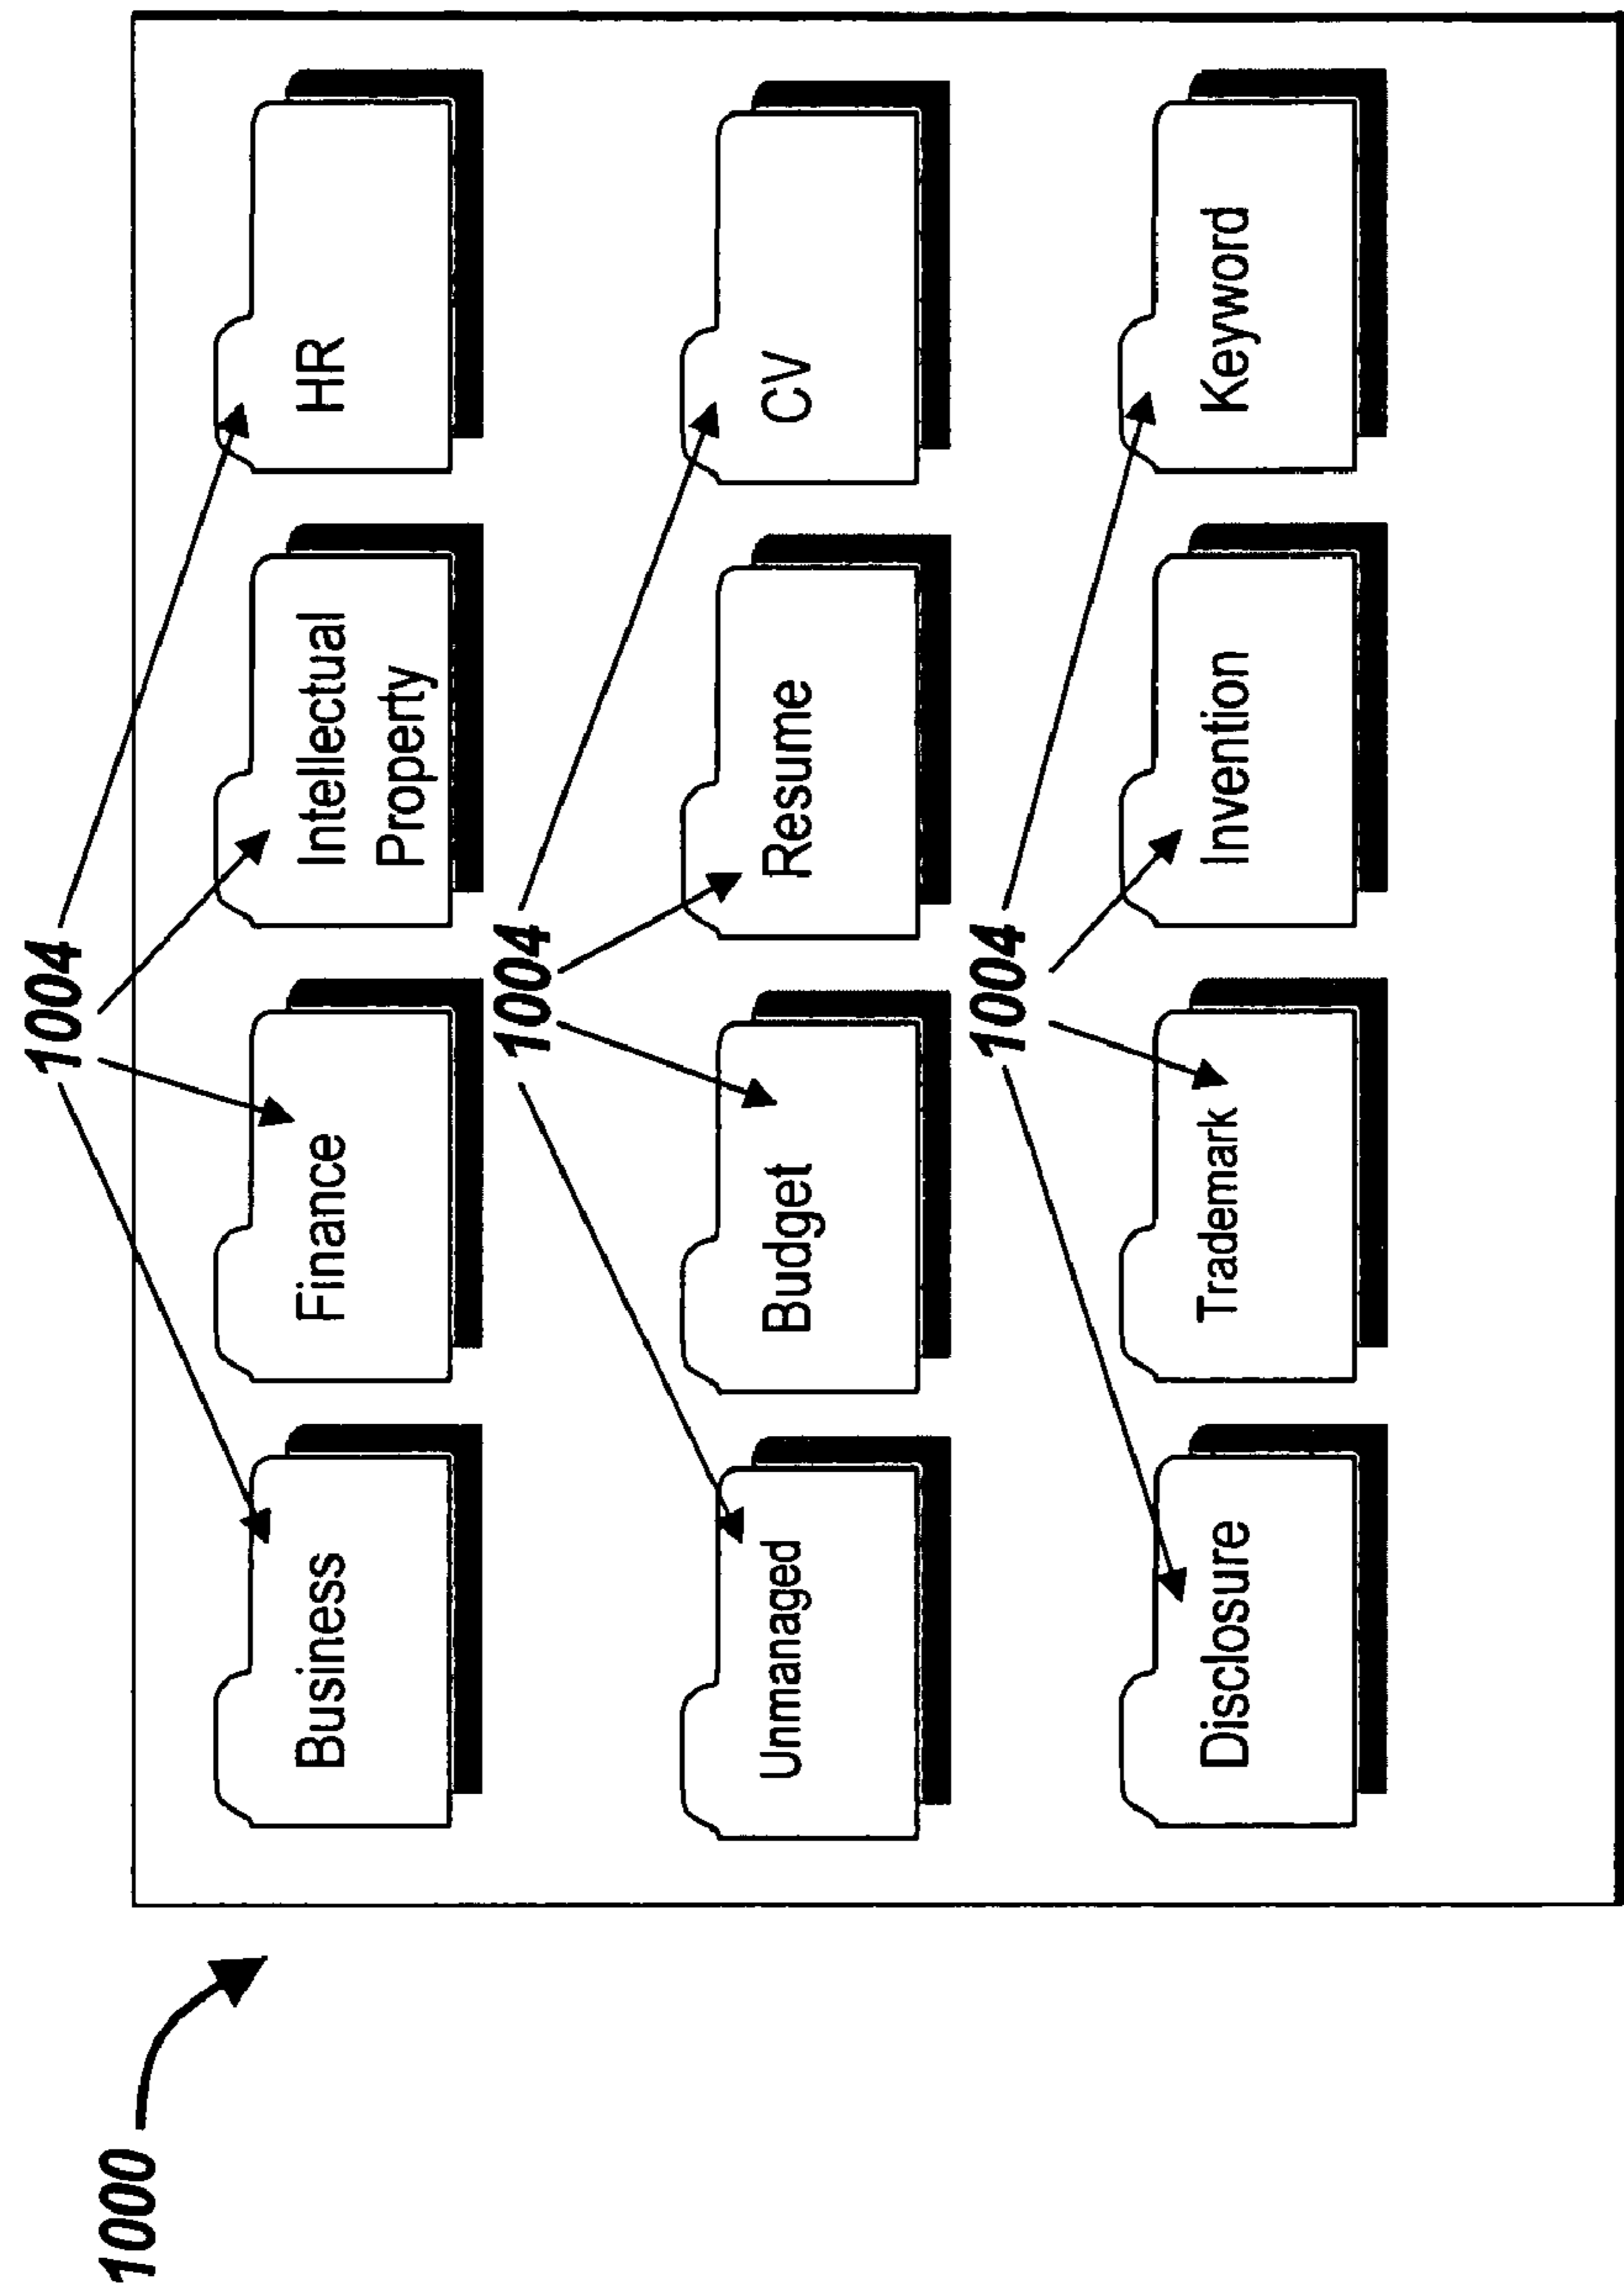 1000
1004
Business
Finance
Intellectual
Property
HR
1004
Unmanaged
Budget
Resume
CV
1004
Disclosure
Trademark
Invention
Keyword